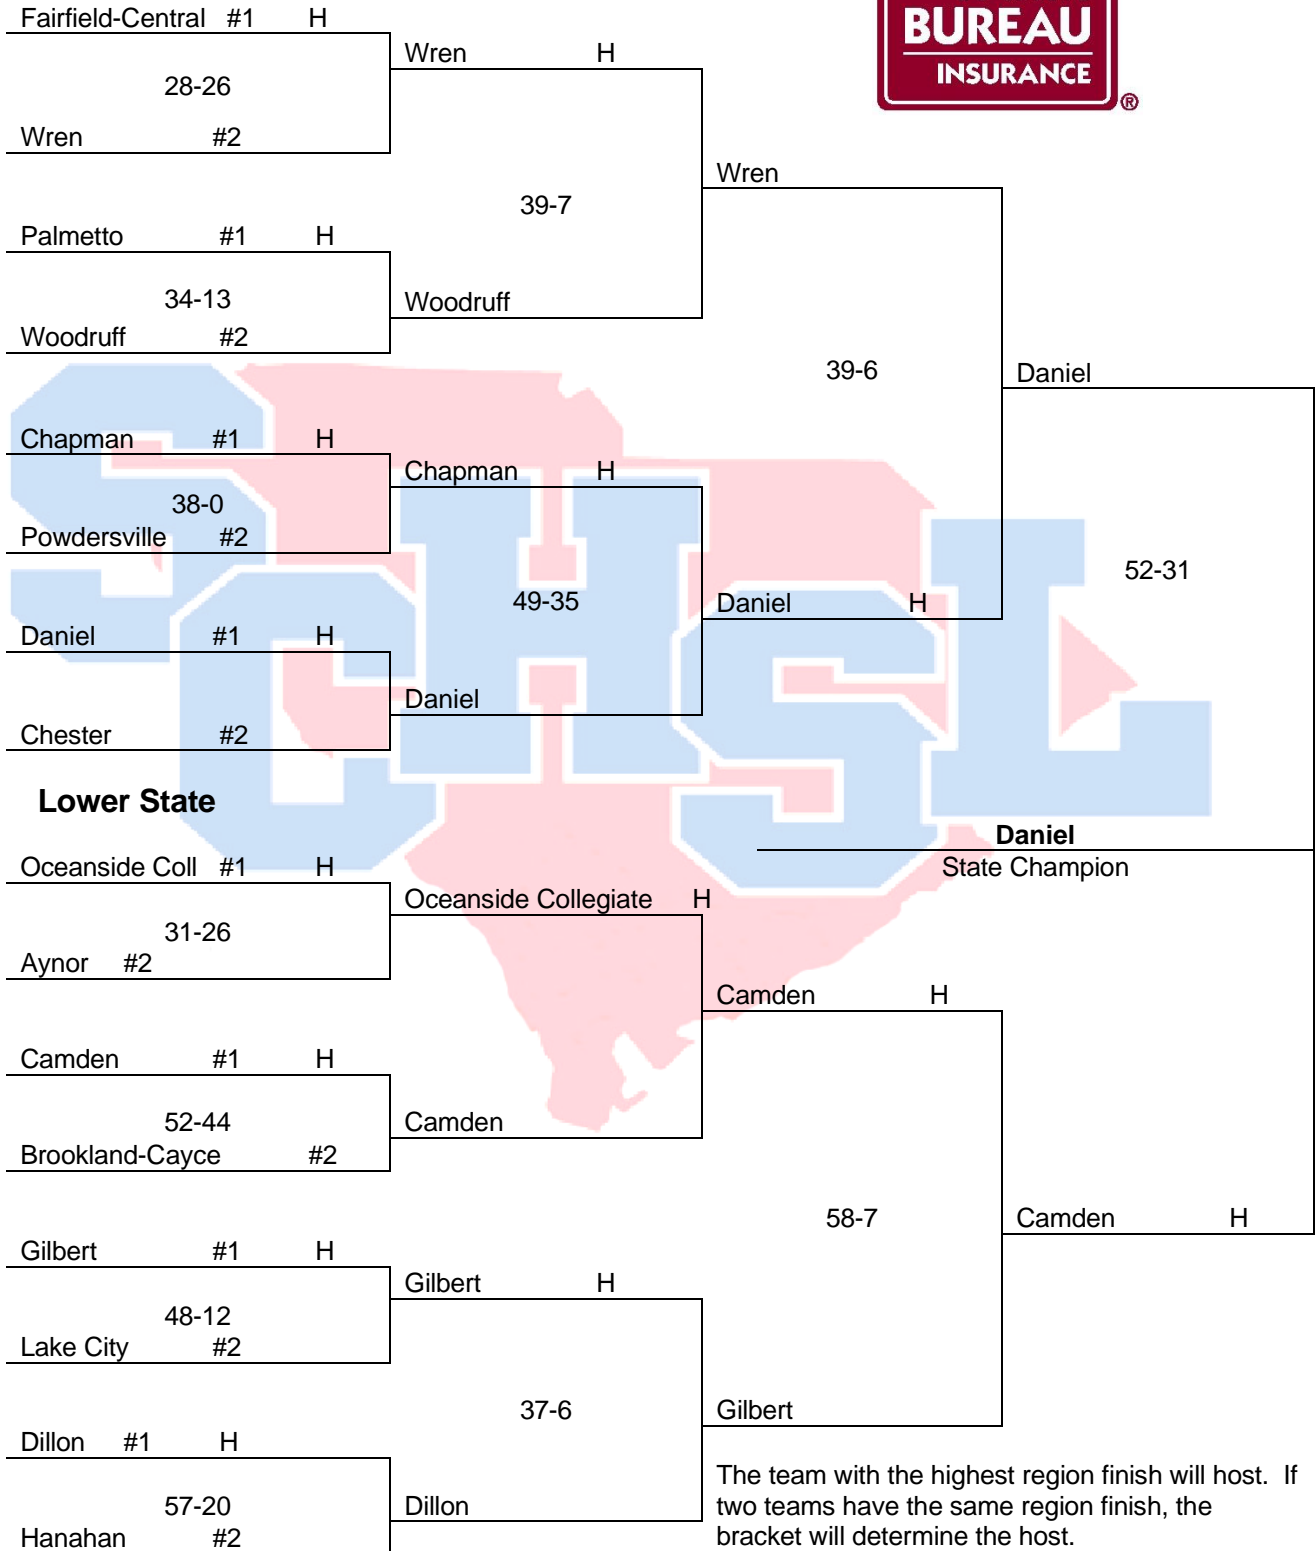 BUREAU
INSURANCE
®
Fairfield-Central #1 H
28-26
Wren #2
Palmetto #1 H
34-13
Woodruff #2
Chapman #1 H
38-0
Powdersville #2
Daniel #1 H
Chester #2
Wren H
39-7
Woodruff
Chapman H
49-35
Daniel
Wren
39-6
Daniel H
Daniel
52-31
SCHSL
Lower State
Daniel
State Champion
Oceanside Coll #1 H
31-26
Aynor #2
Camden #1 H
52-44
Brookland-Cayce #2
Gilbert #1 H
48-12
Lake City #2
Dillon #1 H
57-20
Hanahan #2
Oceanside Collegiate H
Camden
Gilbert H
37-6
Dillon
Camden H
58-7
Gilbert
Camden H
The team with the highest region finish will host. If
two teams have the same region finish, the
bracket will determine the host.